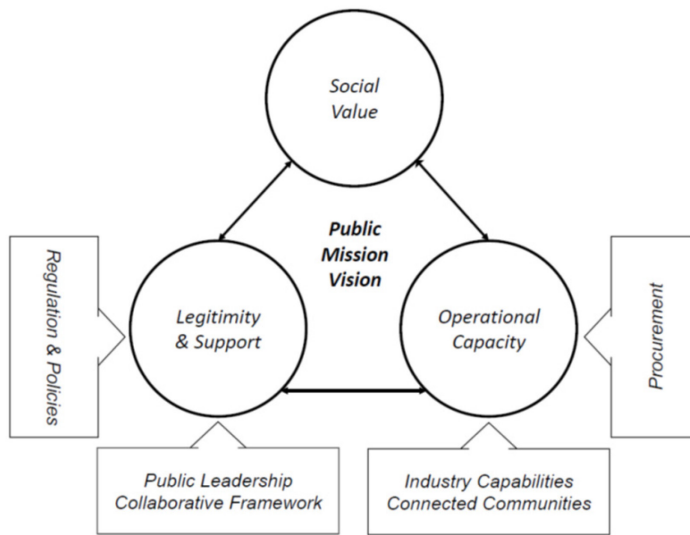 Social
Value
Public
Mission
Vision
Regulation & Policies
Legitimity
& Support
Operational
Capacity
Procurement
Public Leadership
Collaborative Framework
Industry Capabilities
Connected Communities